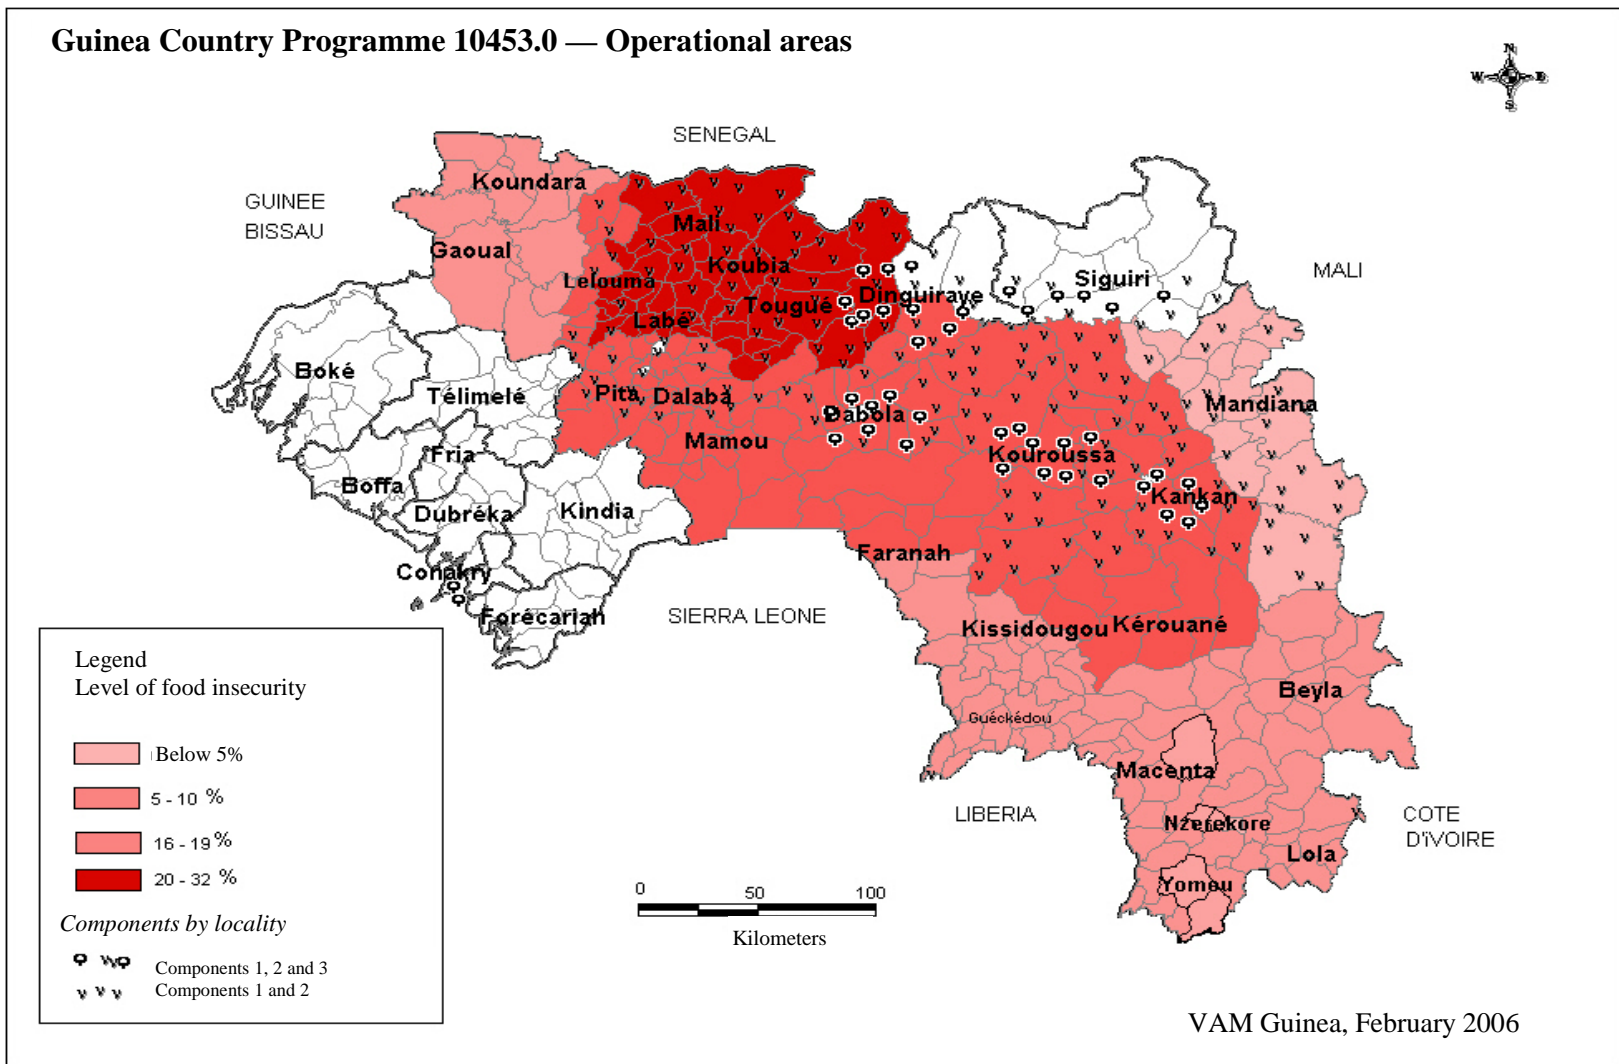 Guinea Country Programme 10453.0 — Operational areas
N
W E
S
SENEGAL
GUINEE
BISSAU
MALI
Koundara
Gaoual
Mali
Koubia
Lelouma
Tougué
Labé
Dinguiraye
Siguiri
Boké
Télimelé
Pita
Dalaba
Dabola
Mandiana
Mamou
Fria
Kouroussa
Boffa
Kankan
Dubréka
Kindia
Faranah
Conakry
Forécariah
SIERRA LEONE
Kissidougou
Kérouané
Beyla
Guéckédou
Macenta
LIBERIA
COTE
D'IVOIRE
Nzerekore
Lola
Yomou
Legend
Level of food insecurity
Below 5%
5 - 10 %
16 - 19 %
20 - 32 %
Components by locality
Components 1, 2 and 3
Components 1 and 2
0 50 100
Kilometers
VAM Guinea, February 2006